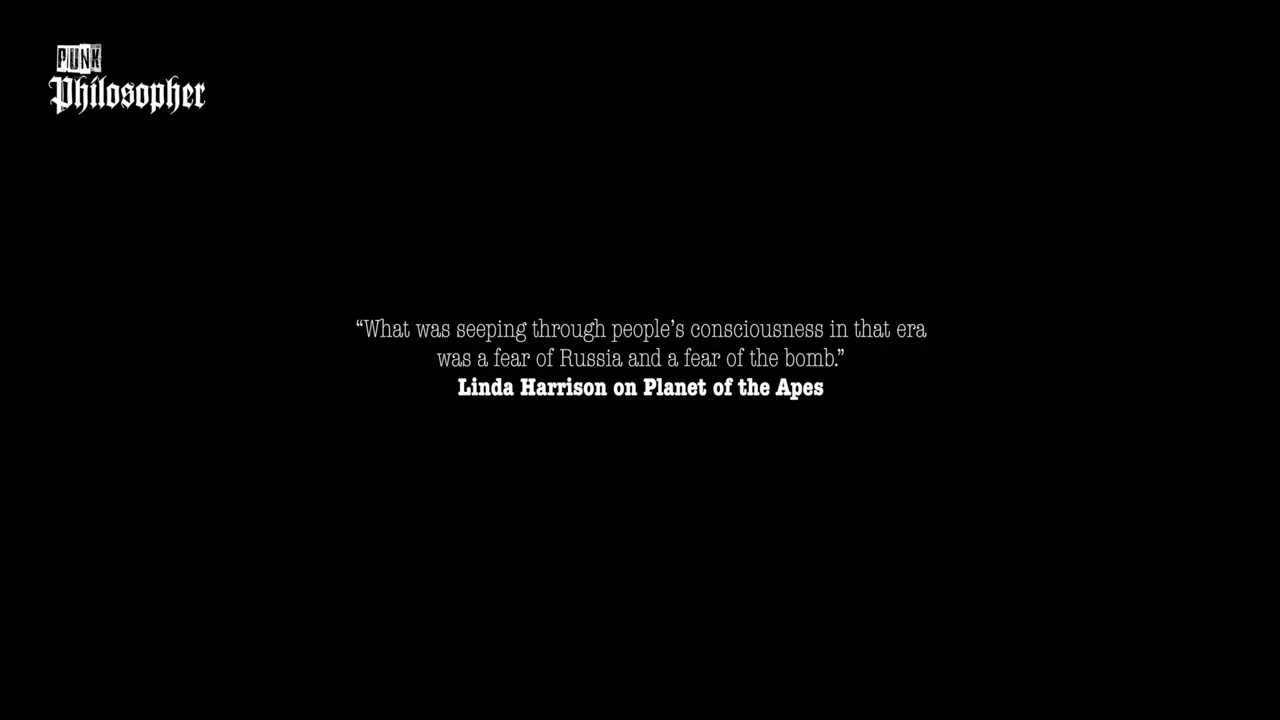 PUNK
Philosopher
“What was seeping through people’s consciousness in that era
was a fear of Russia and a fear of the bomb.”
Linda Harrison on Planet of the Apes